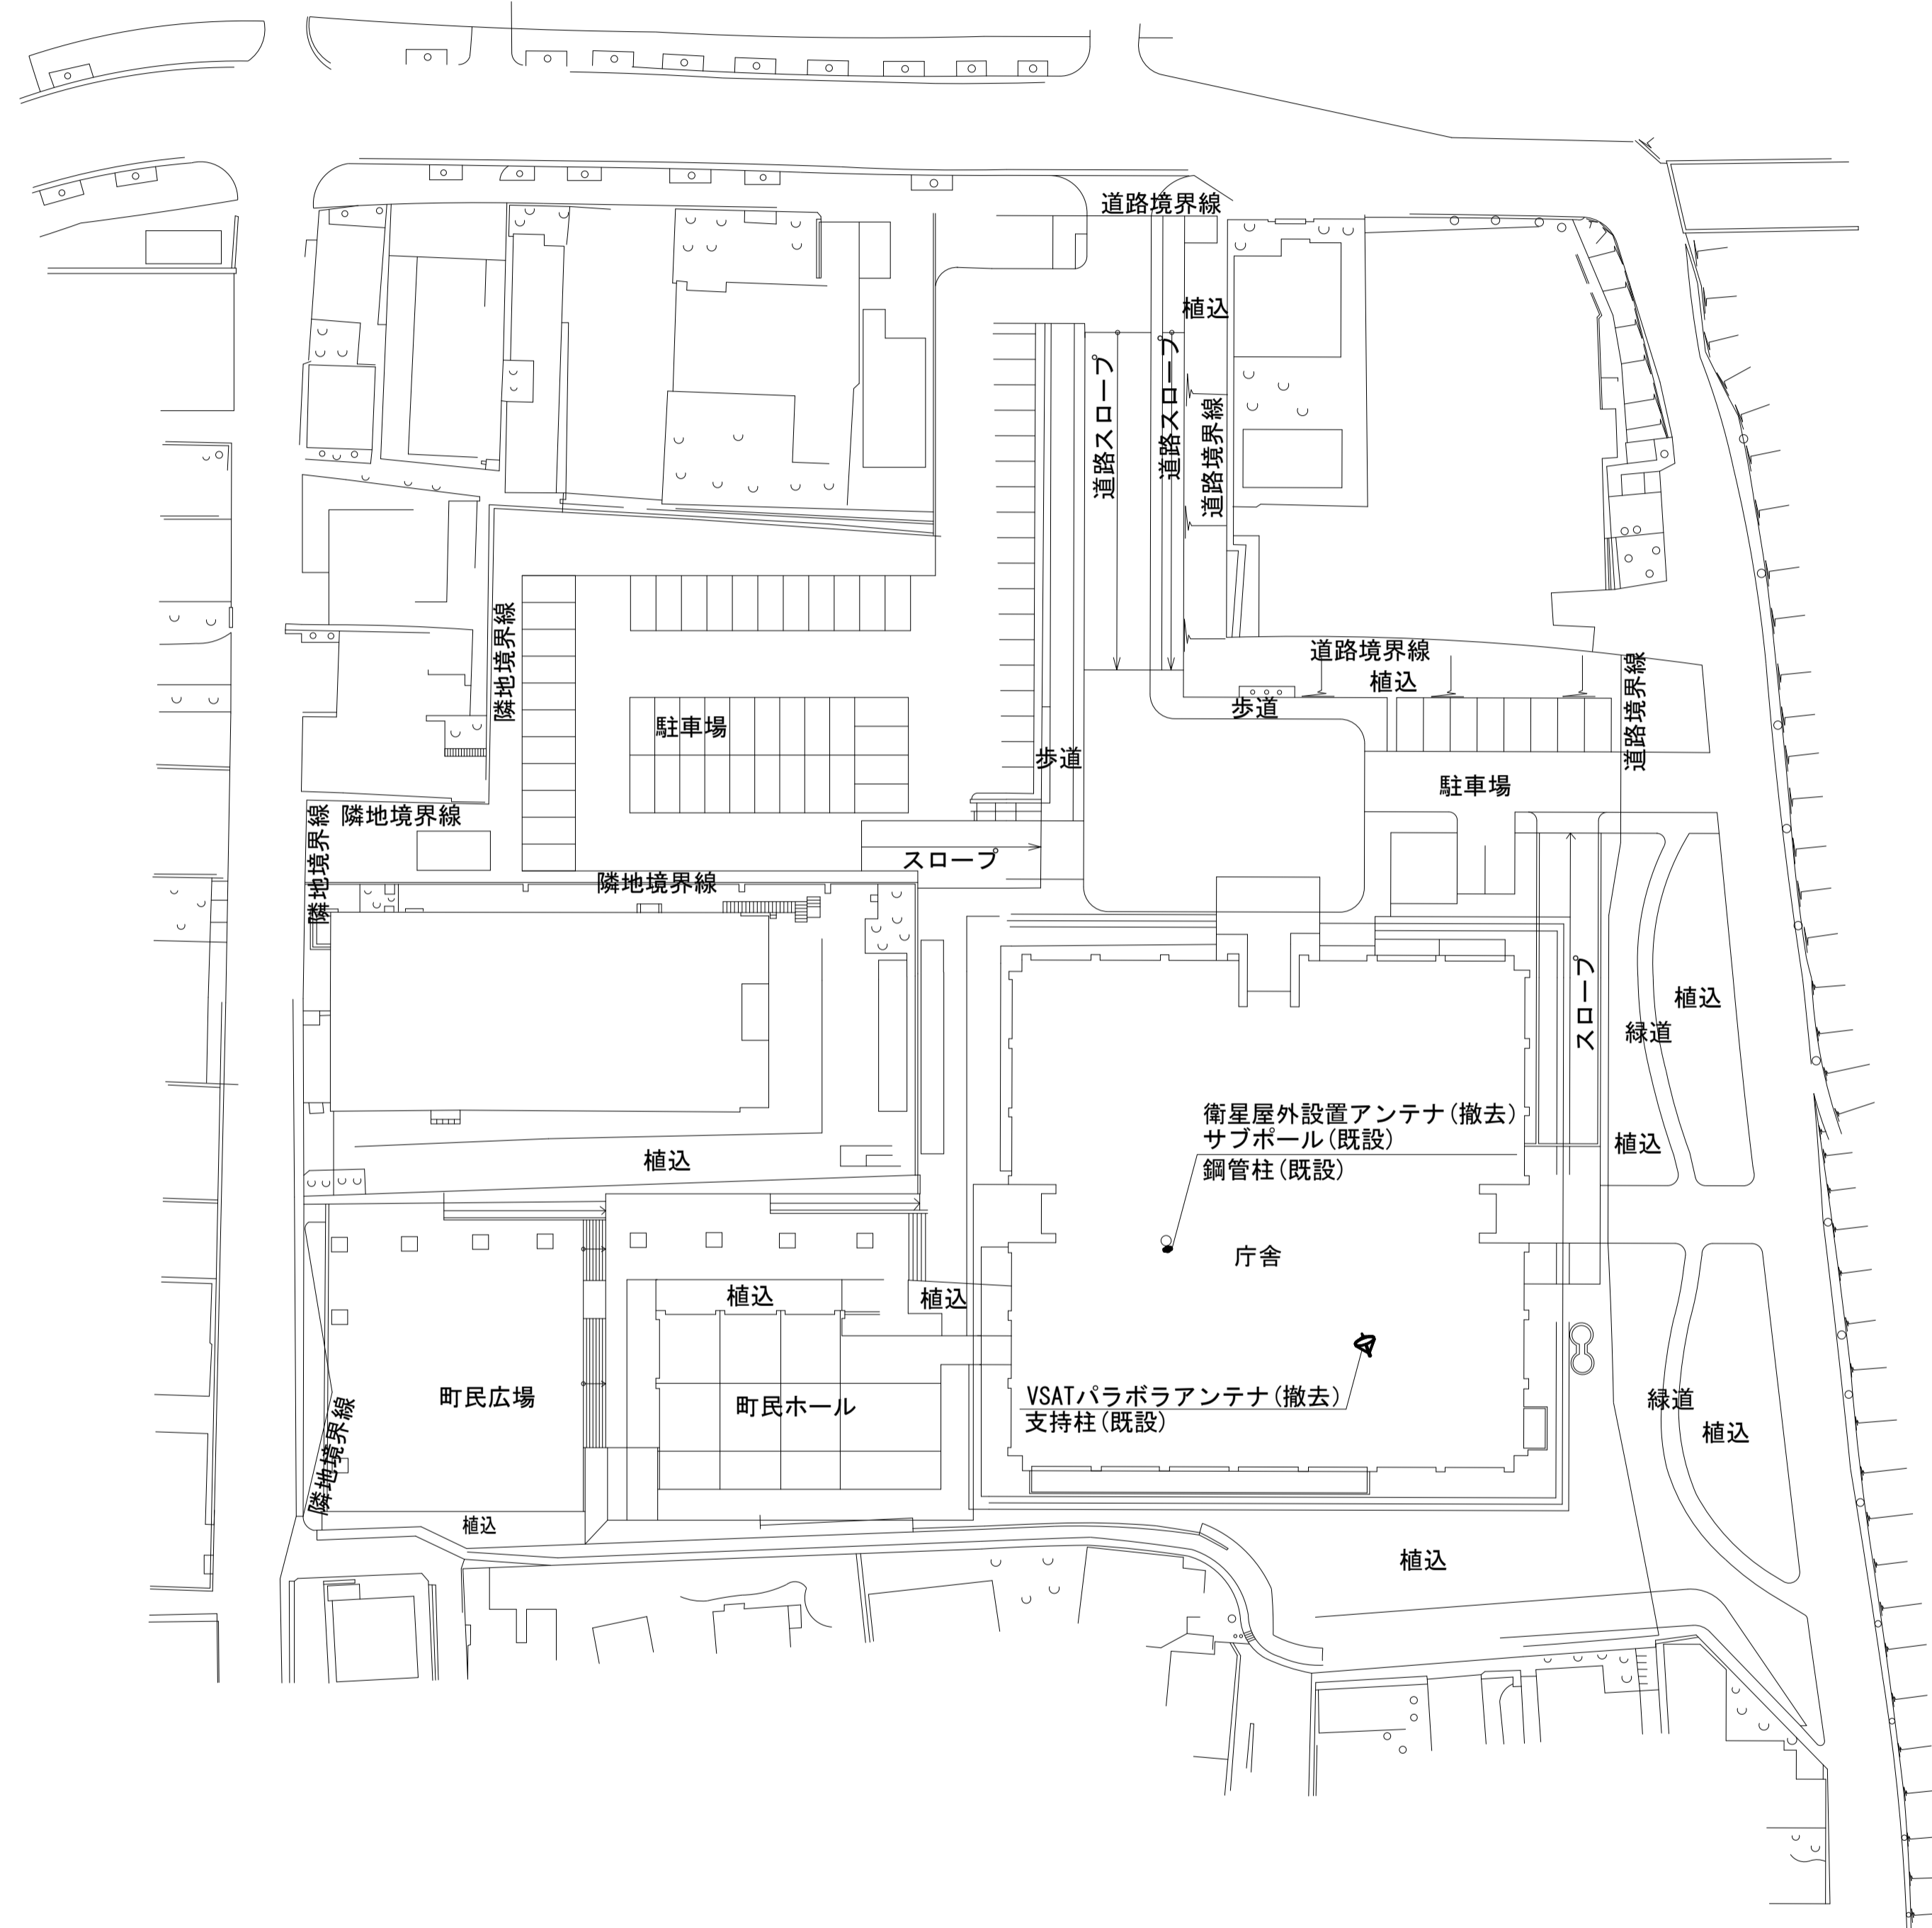 道路境界線
植込
道路スロープ
道路スロープ
道路境界線
道路境界線
植込
歩道
道路境界線
隣地境界線
駐車場
歩道
駐車場
隣地境界線
隣地境界線
スロープ
隣地境界線
スロープ
植込
緑道
衛星屋外設置アンテナ(撤去)
サブポール(既設)
鋼管柱(既設)
植込
植込
庁舎
植込
植込
町民広場
町民ホール
VSATパラボラアンテナ(撤去)
支持柱(既設)
緑道
植込
隣地境界線
植込
植込